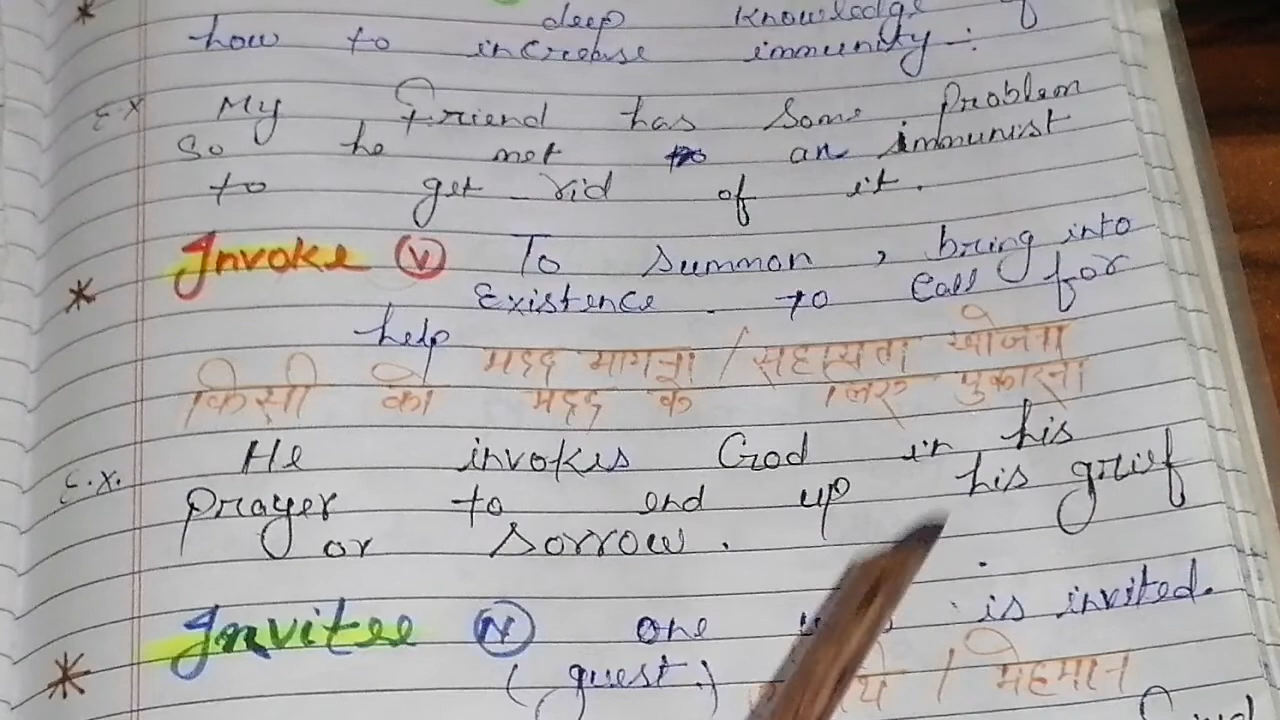 * deep knowledge of
how to increase immunity :-
Ex My Friend has some problem
So he met an immunist
to get rid of it.
* Invoke (V) To summon, bring into
Existence. to call for
help मदद मागना / सहायता खोजना
किसी को मदद के लिए पुकारना
E.x. He invokes God in his
prayer to end up his grief
or sorrow.
* Invitee (N) one is invited.
(guest.) / मेहमान